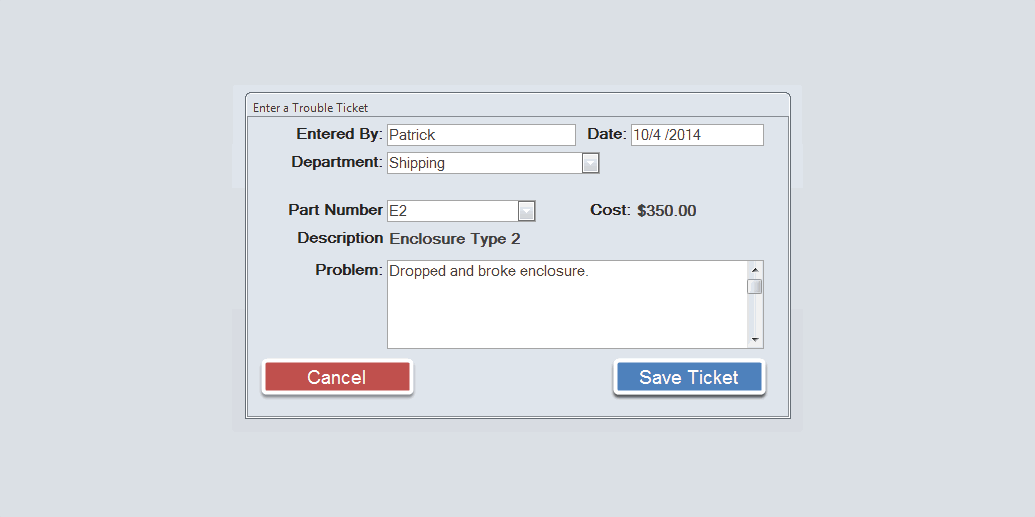 Enter a Trouble Ticket
Entered By: Patrick Date: 10/4 /2014
Department: Shipping
Part Number E2 Cost: $350.00
Description Enclosure Type 2
Problem: Dropped and broke enclosure.
Cancel Save Ticket